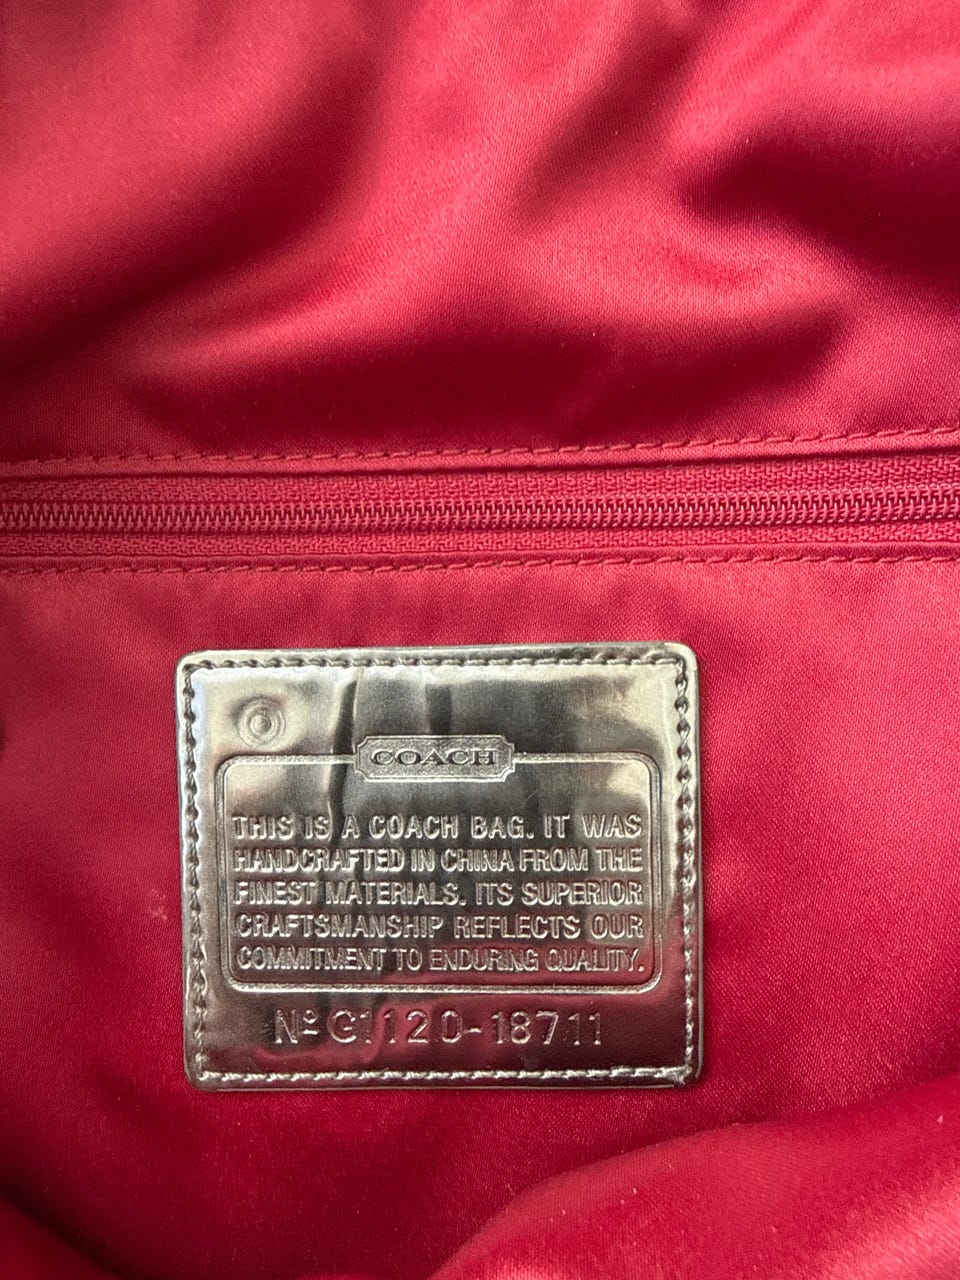 COACH
THIS IS A COACH BAG. IT WAS
HANDCRAFTED IN CHINA FROM THE
FINEST MATERIALS. ITS SUPERIOR
CRAFTSMANSHIP REFLECTS OUR
COMMITMENT TO ENDURING QUALITY.
Nº G1120-18711